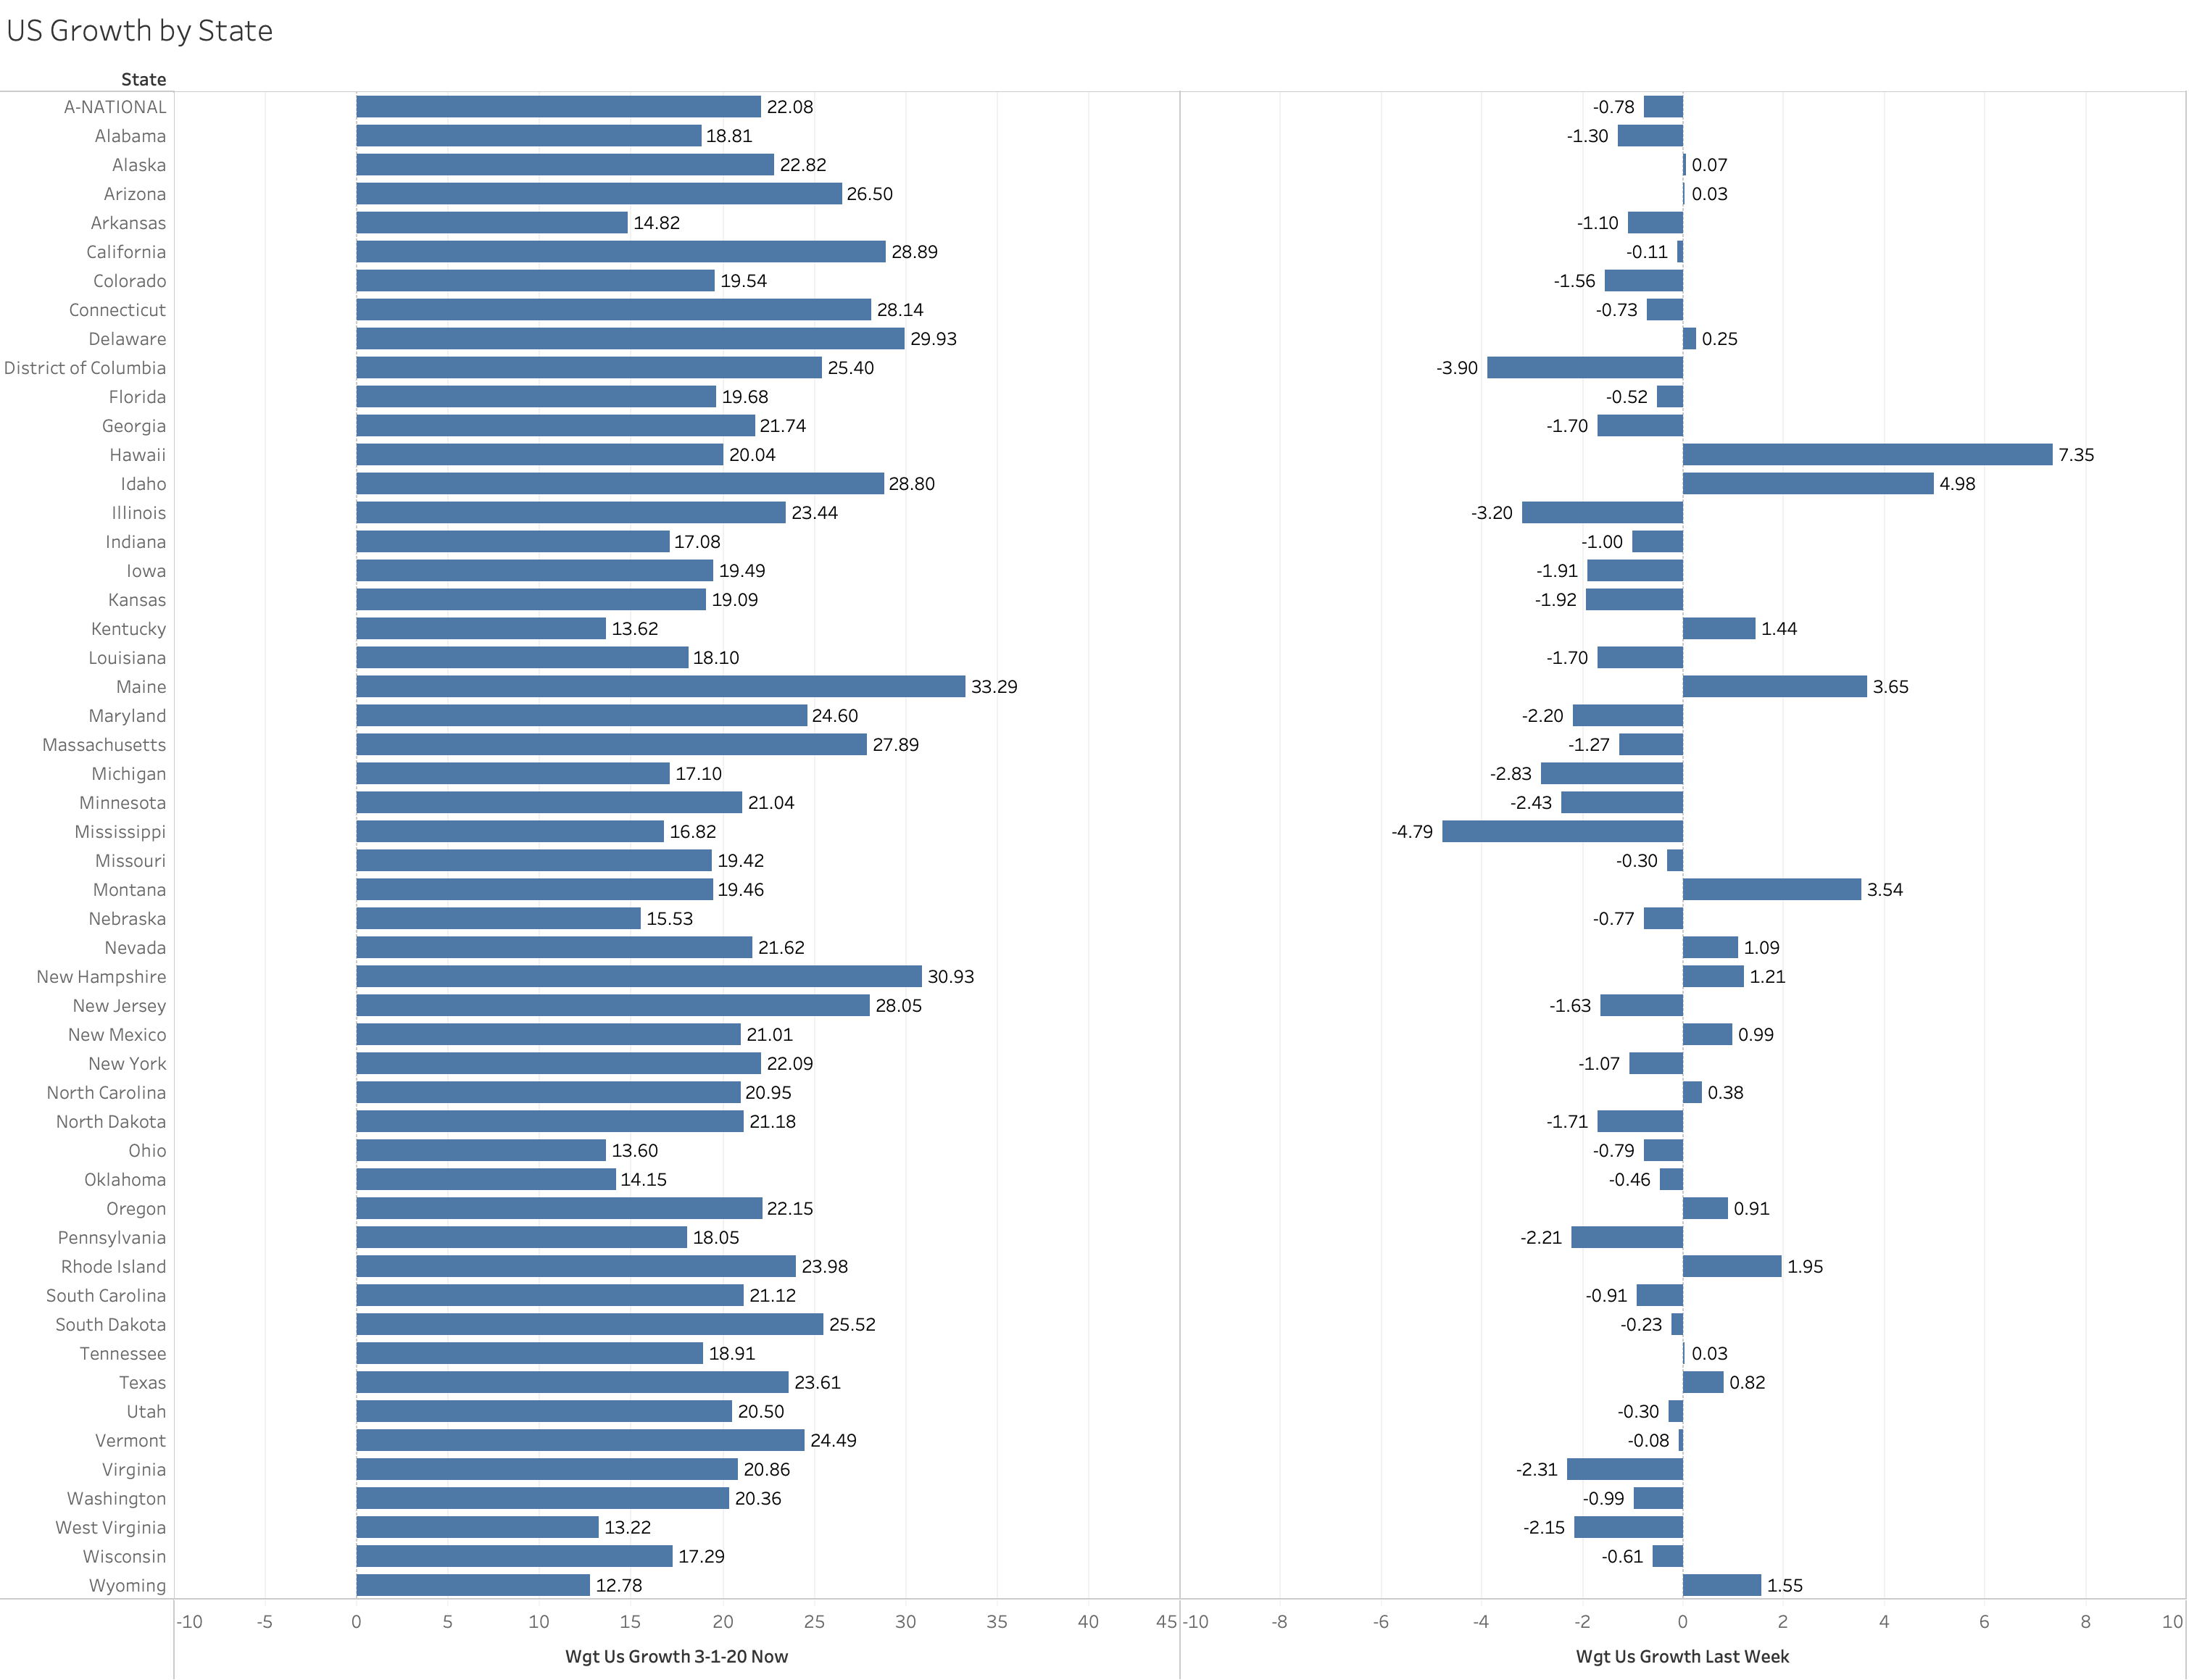 US Growth by State
State
A-NATIONAL 22.08 -0.78
Alabama 18.81 -1.30
Alaska 22.82 0.07
Arizona 26.50 0.03
Arkansas 14.82 -1.10
California 28.89 -0.11
Colorado 19.54 -1.56
Connecticut 28.14 -0.73
Delaware 29.93 0.25
District of Columbia 25.40 -3.90
Florida 19.68 -0.52
Georgia 21.74 -1.70
Hawaii 20.04 7.35
Idaho 28.80 4.98
Illinois 23.44 -3.20
Indiana 17.08 -1.00
Iowa 19.49 -1.91
Kansas 19.09 -1.92
Kentucky 13.62 1.44
Louisiana 18.10 -1.70
Maine 33.29 3.65
Maryland 24.60 -2.20
Massachusetts 27.89 -1.27
Michigan 17.10 -2.83
Minnesota 21.04 -2.43
Mississippi 16.82 -4.79
Missouri 19.42 -0.30
Montana 19.46 3.54
Nebraska 15.53 -0.77
Nevada 21.62 1.09
New Hampshire 30.93 1.21
New Jersey 28.05 -1.63
New Mexico 21.01 0.99
New York 22.09 -1.07
North Carolina 20.95 0.38
North Dakota 21.18 -1.71
Ohio 13.60 -0.79
Oklahoma 14.15 -0.46
Oregon 22.15 0.91
Pennsylvania 18.05 -2.21
Rhode Island 23.98 1.95
South Carolina 21.12 -0.91
South Dakota 25.52 -0.23
Tennessee 18.91 0.03
Texas 23.61 0.82
Utah 20.50 -0.30
Vermont 24.49 -0.08
Virginia 20.86 -2.31
Washington 20.36 -0.99
West Virginia 13.22 -2.15
Wisconsin 17.29 -0.61
Wyoming 12.78 1.55
-10 -5 0 5 10 15 20 25 30 35 40 45 -10 -8 -6 -4 -2 0 2 4 6 8 10
Wgt Us Growth 3-1-20 Now Wgt Us Growth Last Week